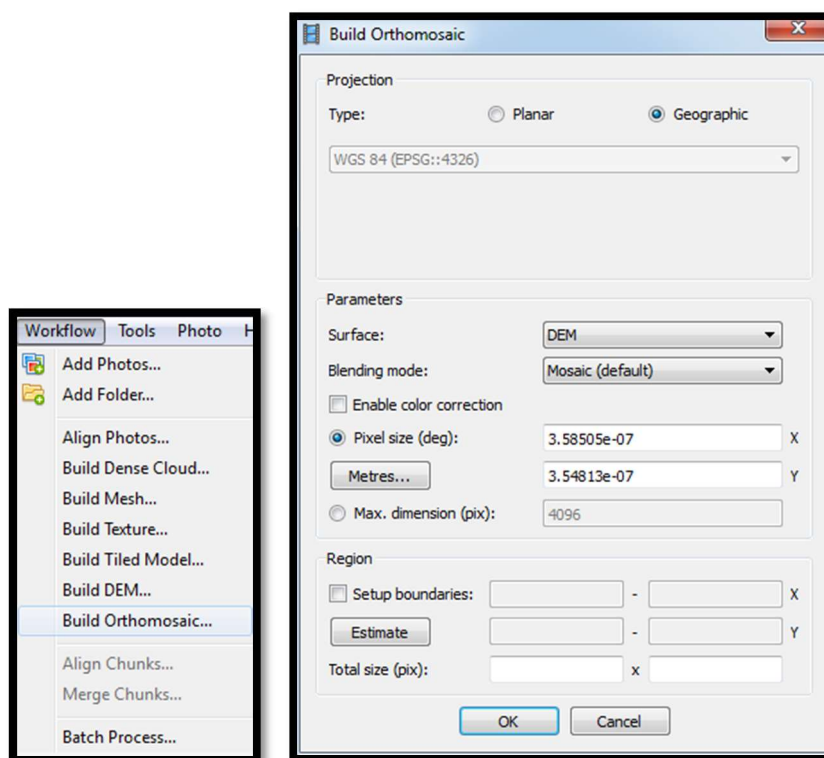 Workflow Tools Photo H
Add Photos...
Add Folder...
Align Photos...
Build Dense Cloud...
Build Mesh...
Build Texture...
Build Tiled Model...
Build DEM...
Build Orthomosaic...
Align Chunks...
Merge Chunks...
Batch Process...
Build Orthomosaic
Projection
Type: Planar Geographic
WGS 84 (EPSG::4326)
Parameters
Surface: DEM
Blending mode: Mosaic (default)
Enable color correction
Pixel size (deg): 3.58505e-07 X
Metres... 3.54813e-07 Y
Max. dimension (pix): 4096
Region
Setup boundaries: - X
Estimate - Y
Total size (pix): x
OK Cancel